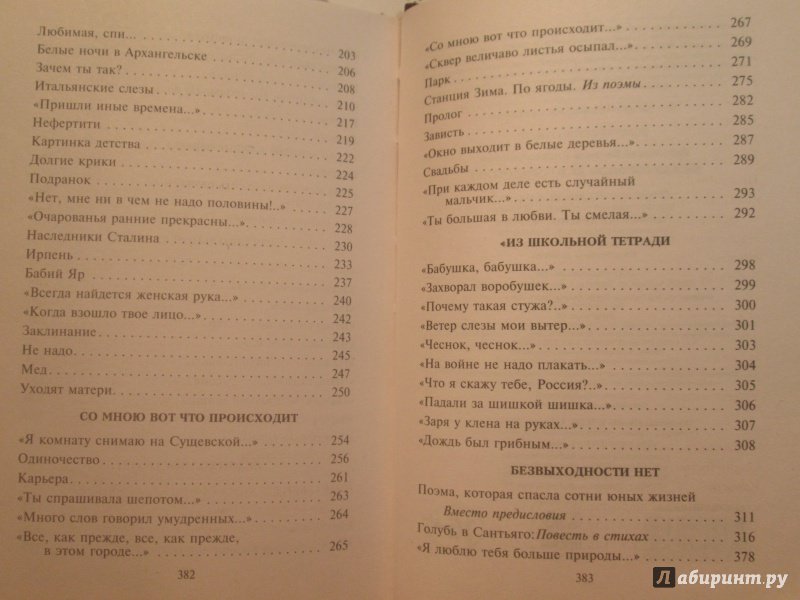 Любимая, спи... 203
Белые ночи в Архангельске 206
Зачем ты так? 208
Итальянские слезы 210
«Пришли иные времена...» 217
Нефертити 219
Картинка детства 222
Долгие крики 224
Подранок 225
«Нет, мне ни в чем не надо половины!..» 227
«Очарованья ранние прекрасны...» 228
Наследники Сталина 230
Ирпень 233
Бабий Яр 237
«Всегда найдется женская рука...» 240
«Когда взошло твое лицо...» 242
Заклинание 243
Не надо 245
Мед 247
Уходят матери 250
СО МНОЮ ВОТ ЧТО ПРОИСХОДИТ
«Я комнату снимаю на Сущевской...» 254
Одиночество 256
Карьера 261
«Ты спрашивала шепотом...» 263
«Много слов говорил умудренных...» 264
«Все, как прежде, все, как прежде,
в этом городе...» 265
382
«Со мною вот что происходит...» 267
«Сквер величаво листья осыпал...» 269
Парк 271
Станция Зима. По ягоды. Из поэмы 275
Пролог 282
Зависть 285
«Окно выходит в белые деревья...» 287
Свадьбы 289
«При каждом деле есть случайный
мальчик...» 293
«Ты большая в любви. Ты смелая...» 292
«ИЗ ШКОЛЬНОЙ ТЕТРАДИ
«Бабушка, бабушка...» 298
«Захворал воробушек...» 299
«Почему такая стужа?..» 300
«Ветер слезы мои вытер...» 301
«Чеснок, чеснок...» 303
«На войне не надо плакать...» 304
«Что я скажу тебе, Россия?..» 305
«Падали за шишкой шишка...» 306
«Заря у клена на руках...» 307
«Дождь был грибным...» 308
БЕЗВЫХОДНОСТИ НЕТ
Поэма, которая спасла сотни юных жизней
Вместо предисловия 311
Голубь в Сантьяго: Повесть в стихах 316
«Я люблю тебя больше природы...» 378
383
Лабиринт.ру